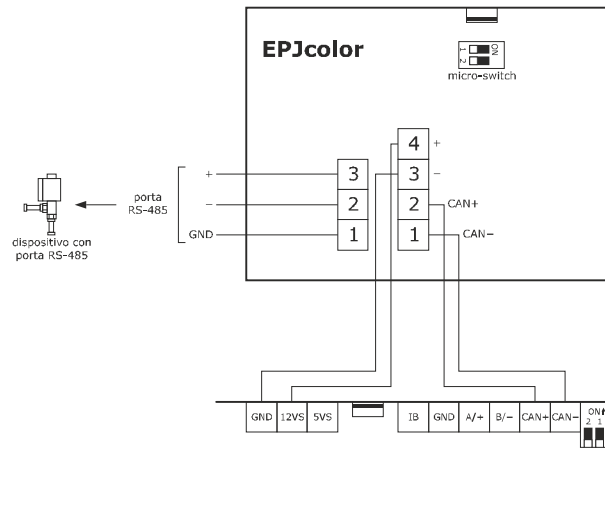 EPJcolor
1 2 ON
micro-switch
4 +
3 -
2 CAN+
1 CAN-
+ 3
- 2
GND 1
porta
RS-485
dispositivo con
porta RS-485
GND 12VS 5VS IB GND A/+ B/- CAN+ CAN-
ON
2 1